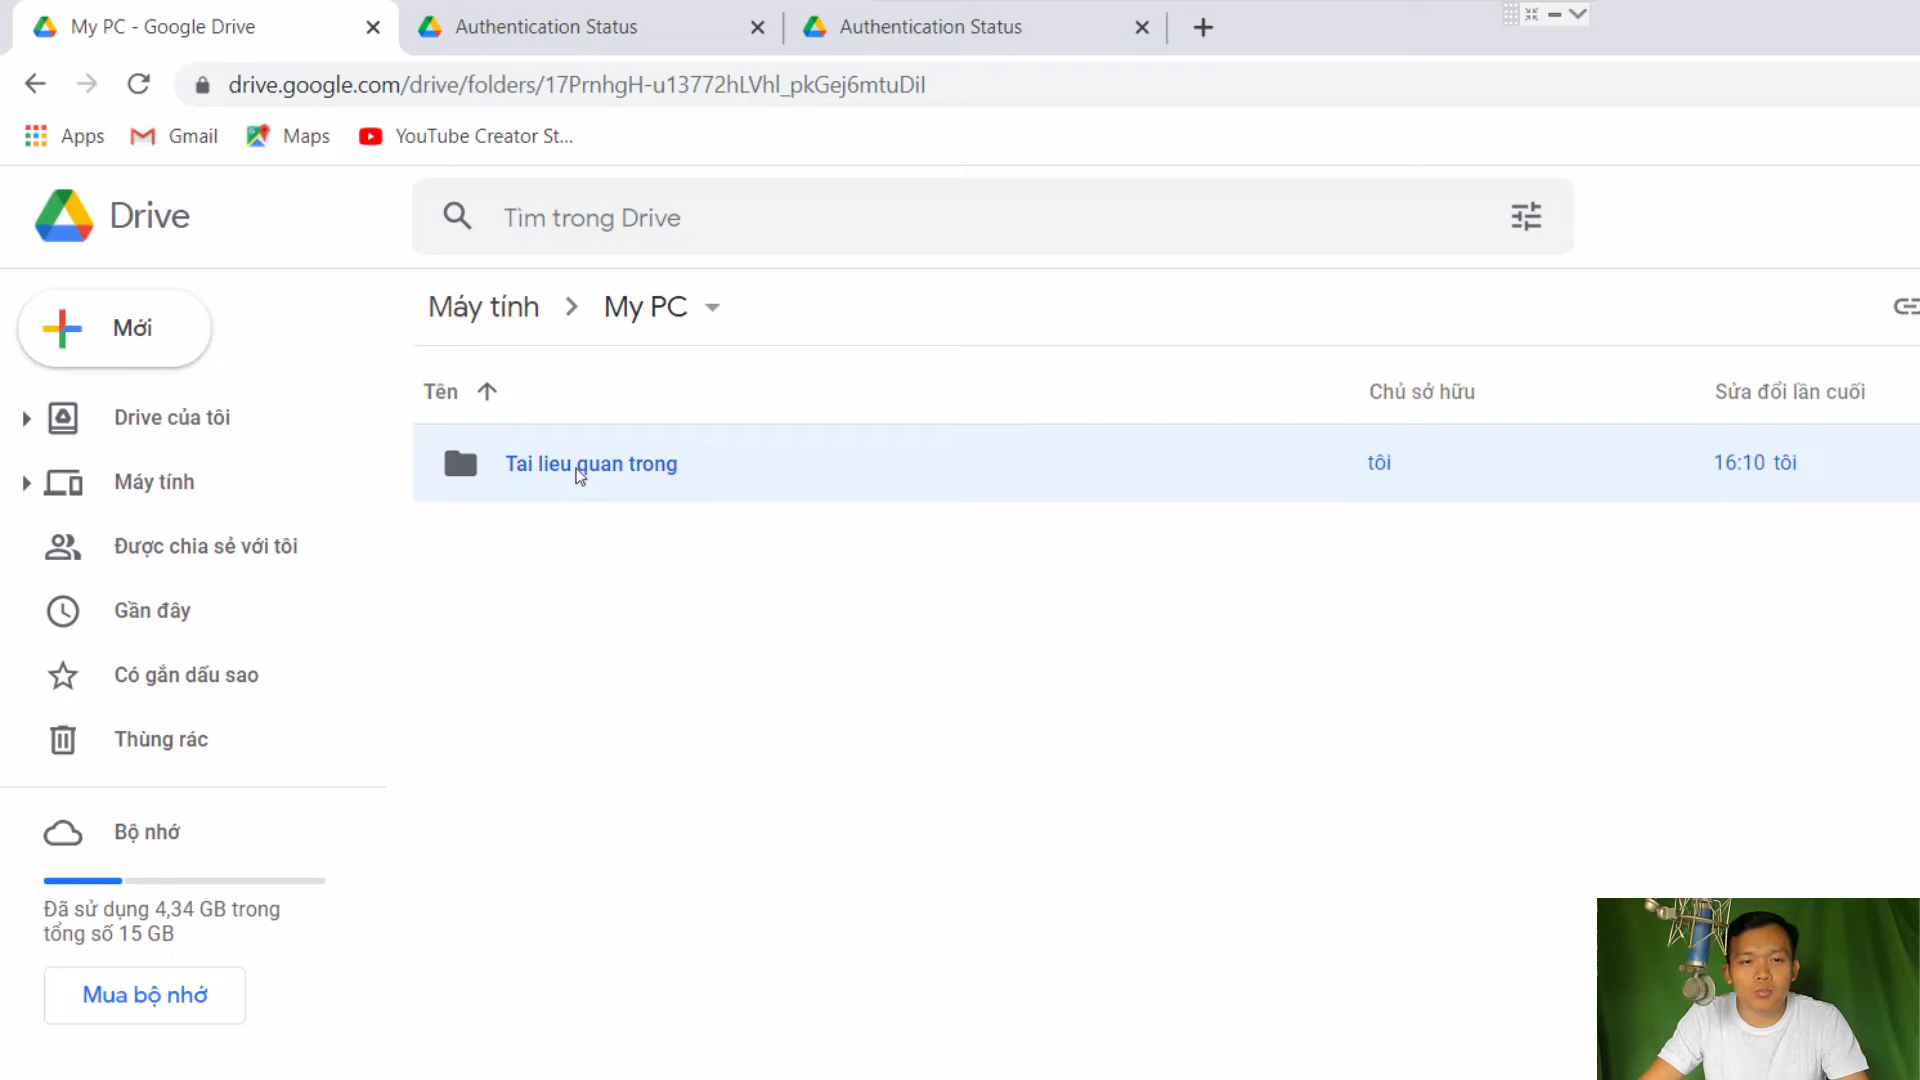 My PC - Google Drive
Authentication Status
Authentication Status
drive.google.com/drive/folders/17PrnhgH-u13772hLVhl_pkGej6mtuDil
Apps
Gmail
Maps
YouTube Creator St...
Drive
Tìm trong Drive
Mới
Máy tính
My PC
Tên
Chủ sở hữu
Sửa đổi lần cuối
Tai lieu quan trong
tôi
16:10 tôi
Drive của tôi
Máy tính
Được chia sẻ với tôi
Gần đây
Có gắn dấu sao
Thùng rác
Bộ nhớ
Đã sử dụng 4,34 GB trong
tổng số 15 GB
Mua bộ nhớ